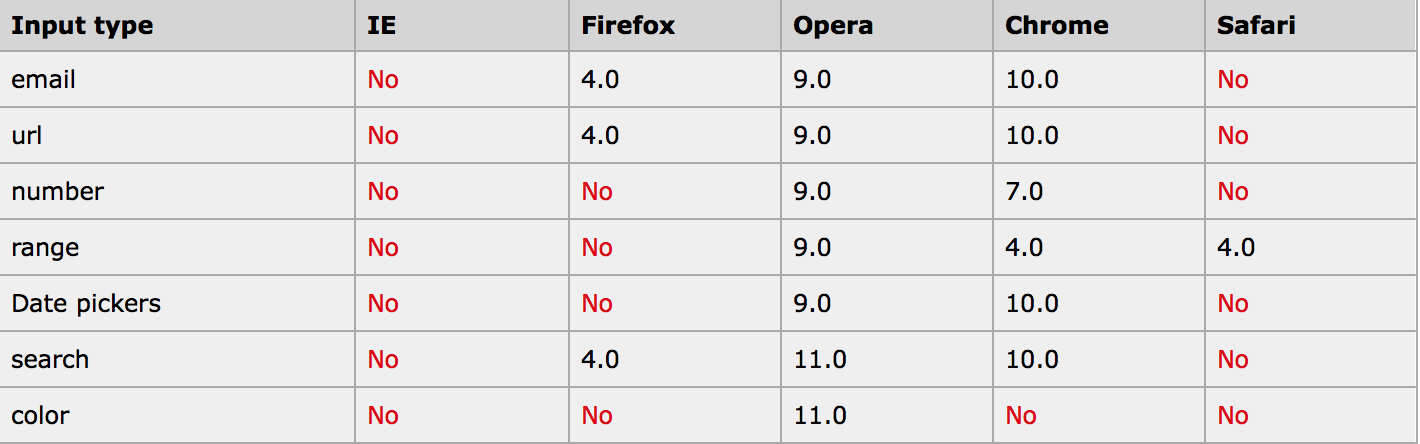 Input type IE Firefox Opera Chrome Safari
email No 4.0 9.0 10.0 No
url No 4.0 9.0 10.0 No
number No No 9.0 7.0 No
range No No 9.0 4.0 4.0
Date pickers No No 9.0 10.0 No
search No 4.0 11.0 10.0 No
color No No 11.0 No No